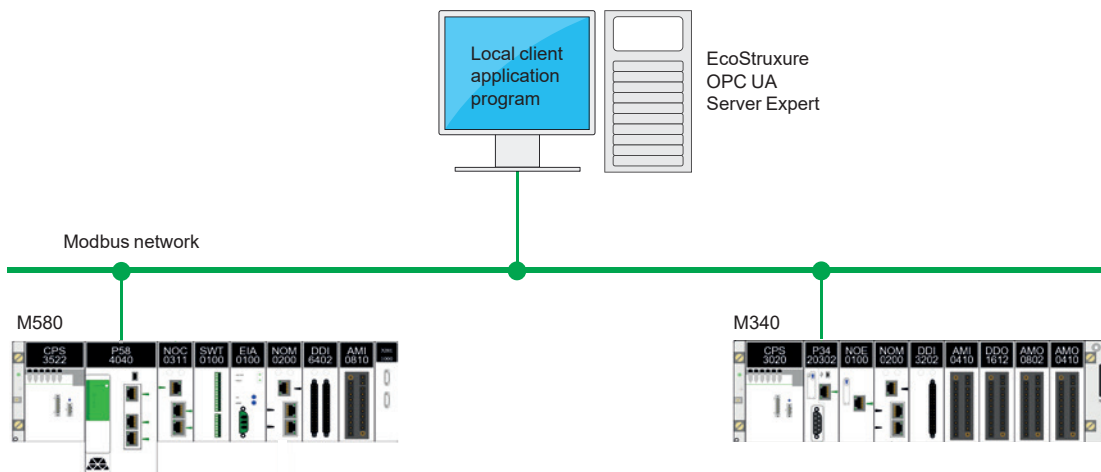 Local client
application
program
EcoStruxure
OPC UA
Server Expert
Modbus network
M580
CPS
3522
P58
4040
NOC
0311
SWT
0100
EIA
0100
NOM
0200
DDI
6402
AMI
0810
M340
CPS
3020
P34
20302
NOE
0100
NOM
0200
DDI
3202
AMI
0410
DDO
1612
AMO
0802
AMO
0410